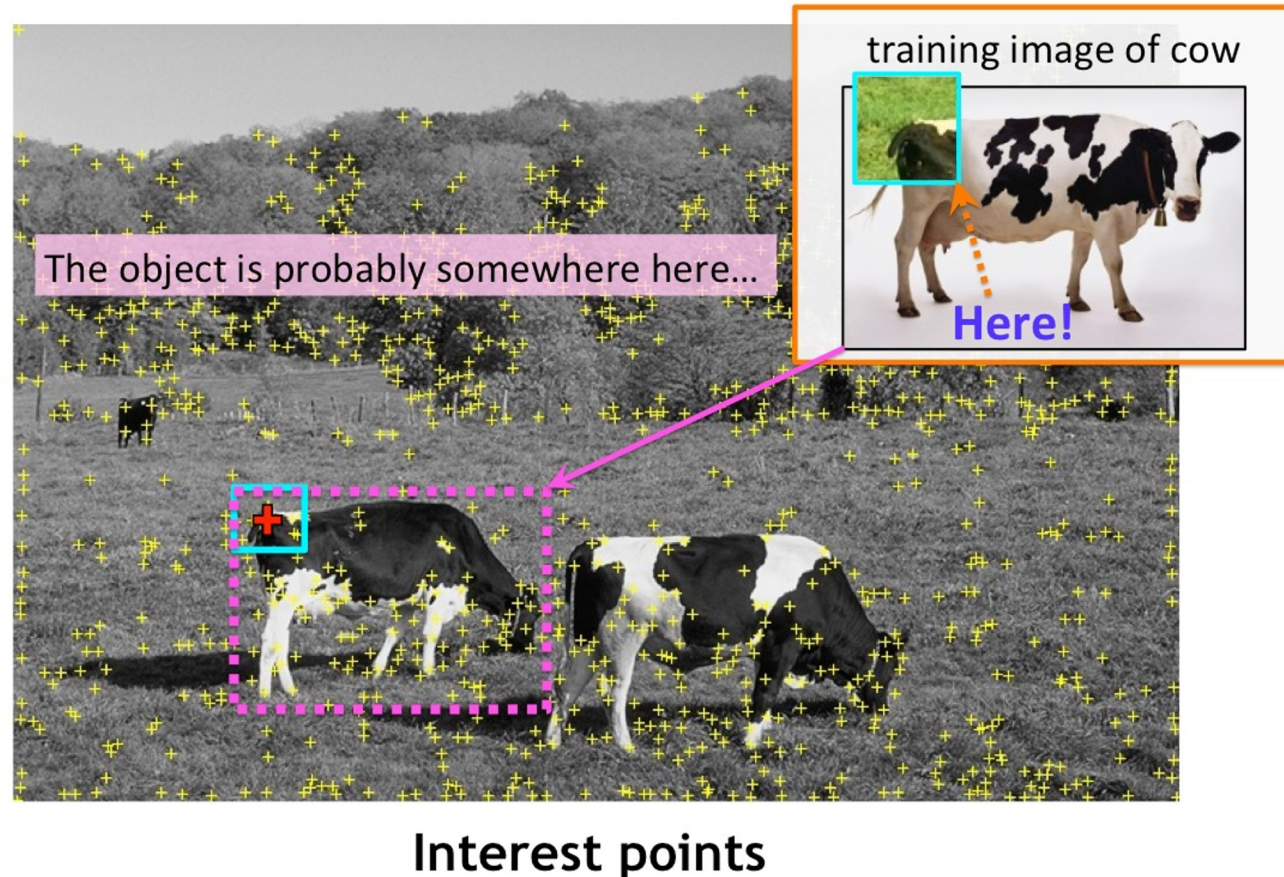 training image of cow
The object is probably somewhere here...
Here!
Interest points